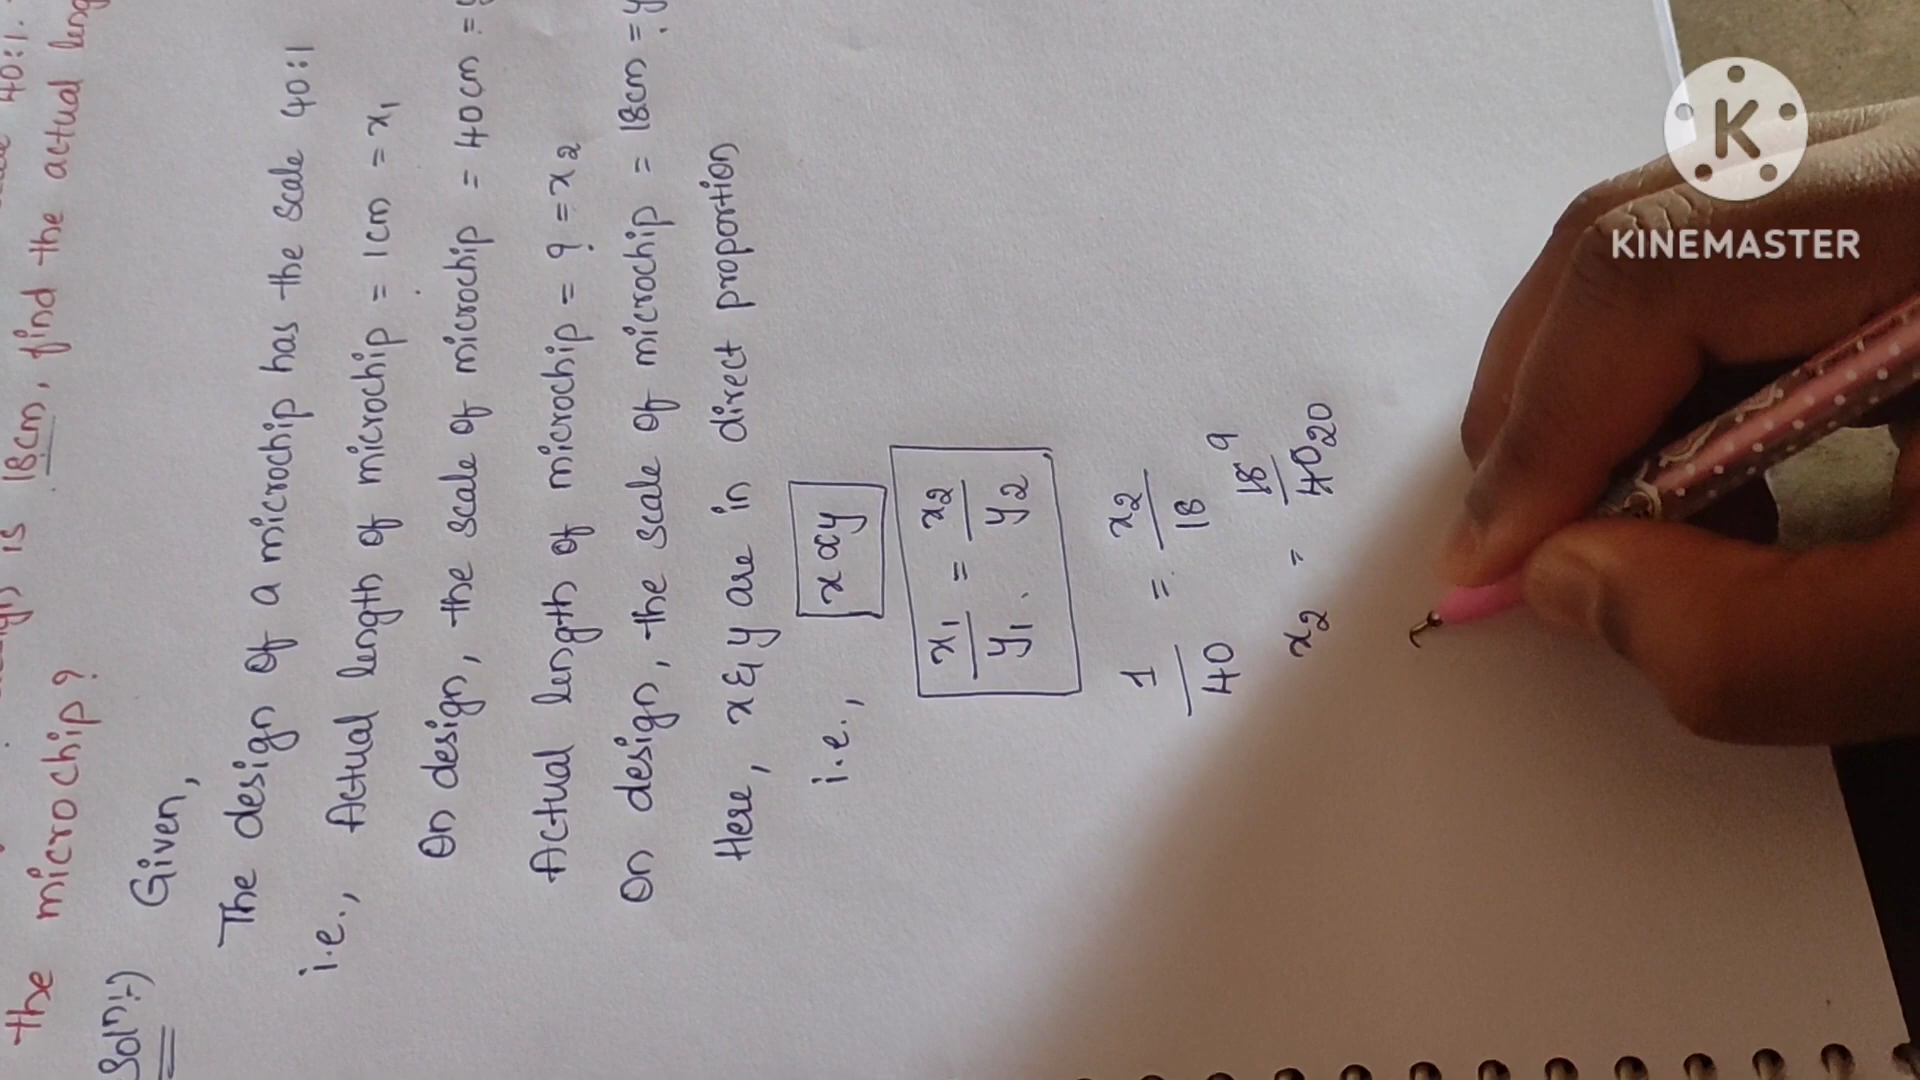 40:1.
is 18cm, find the actual leng
the microchip?
Soln:-) Given,
The design of a microchip has the scale 40:1
i.e., Actual length of microchip = 1cm = x1
On design, the scale of microchip = 40cm =
Actual length of microchip = ? = x2
On design, the scale of microchip = 18cm = y
Here, x & y are in direct proportion
i.e., x ∝ y
x1/y1 = x2/y2
1/40 = x2/18
x2 = 18 9/40 20
K
KINEMASTER